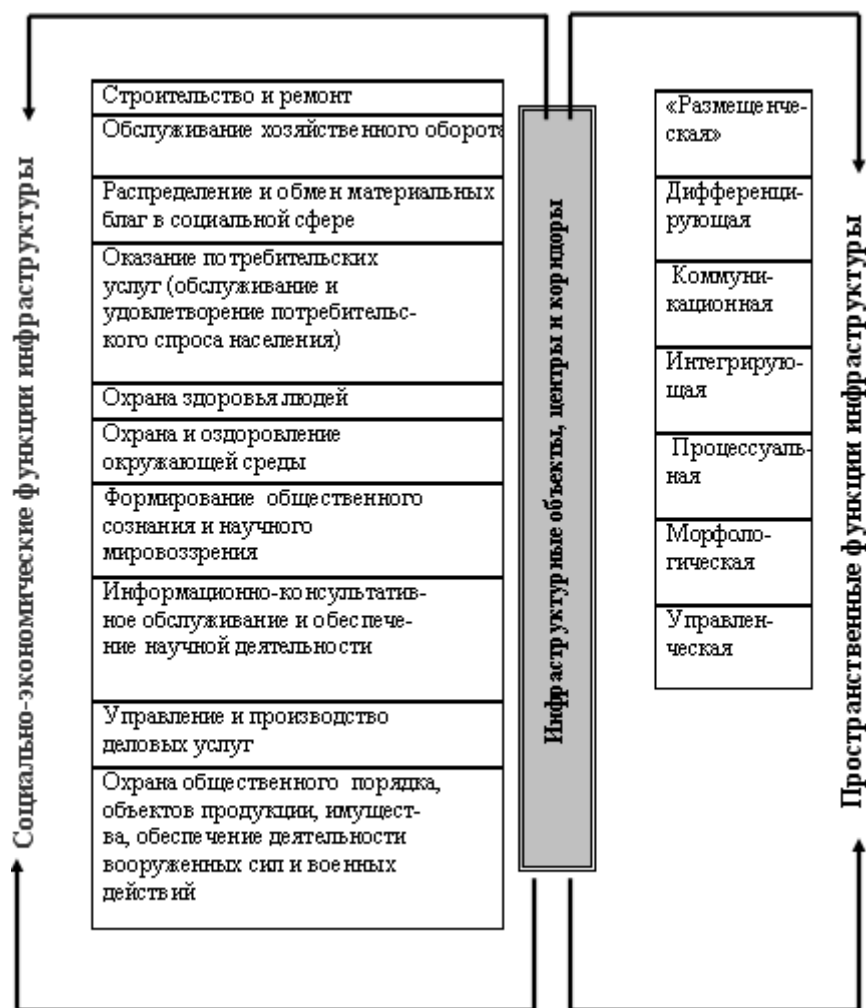 Социально-экономические функции инфраструктуры
Строительство и ремонт
Обслуживание хозяйственного оборота
Распределение и обмен материальных
благ в социальной сфере
Оказание потребительских
услуг (обслуживание и
удовлетворение потребительс-
кого спроса населения)
Охрана здоровья людей
Охрана и оздоровление
окружающей среды
Формирование общественного
сознания и научного
мировоззрения
Информационно-консультатив-
ное обслуживание и обеспече-
ние научной деятельности
Управление и производство
деловых услуг
Охрана общественного порядка,
объектов продукции, имущест-
ва, обеспечение деятельности
вооруженных сил и военных
действий
Инфраструктурные объекты, центры и коридоры
«Размещенче-
ская»
Дифференци-
рующая
Коммуни-
кационная
Интегрирую-
щая
Процессуаль-
ная
Морфоло-
гическая
Управлен-
ческая
Пространственные функции инфраструктуры